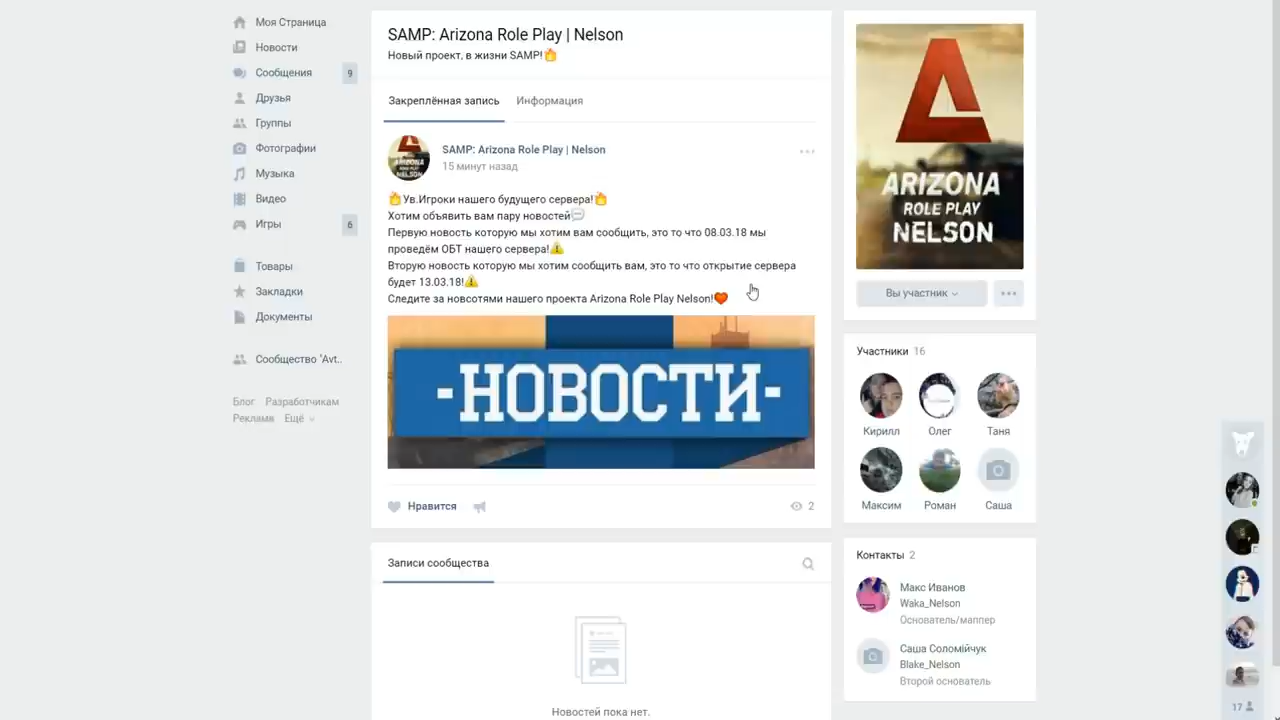 Моя Страница
Новости
Сообщения 9
Друзья
Группы
Фотографии
Музыка
Видео
Игры 6
Товары
Закладки
Документы
Сообщество "Avt..
Блог Разработчикам
Реклама Ещё
SAMP: Arizona Role Play | Nelson
Новый проект, в жизни SAMP!
Закреплённая запись Информация
SAMP: Arizona Role Play | Nelson
15 минут назад
Ув.Игроки нашего будущего сервера!
Хотим объявить вам пару новостей
Первую новость которую мы хотим вам сообщить, это то что 08.03.18 мы
проведём ОБТ нашего сервера!
Вторую новость которую мы хотим сообщить вам, это то что открытие сервера
будет 13.03.18!
Следите за новсотями нашего проекта Arizona Role Play Nelson!
-НОВОСТИ-
Нравится 2
Записи сообщества
Новостей пока нет.
ARIZONA
ROLE PLAY
NELSON
Вы участник
Участники 16
Кирилл Олег Таня
Максим Роман Саша
Контакты 2
Макс Иванов
Waka_Nelson
Основатель/маппер
Саша Соломійчук
Blake_Nelson
Второй основатель
17